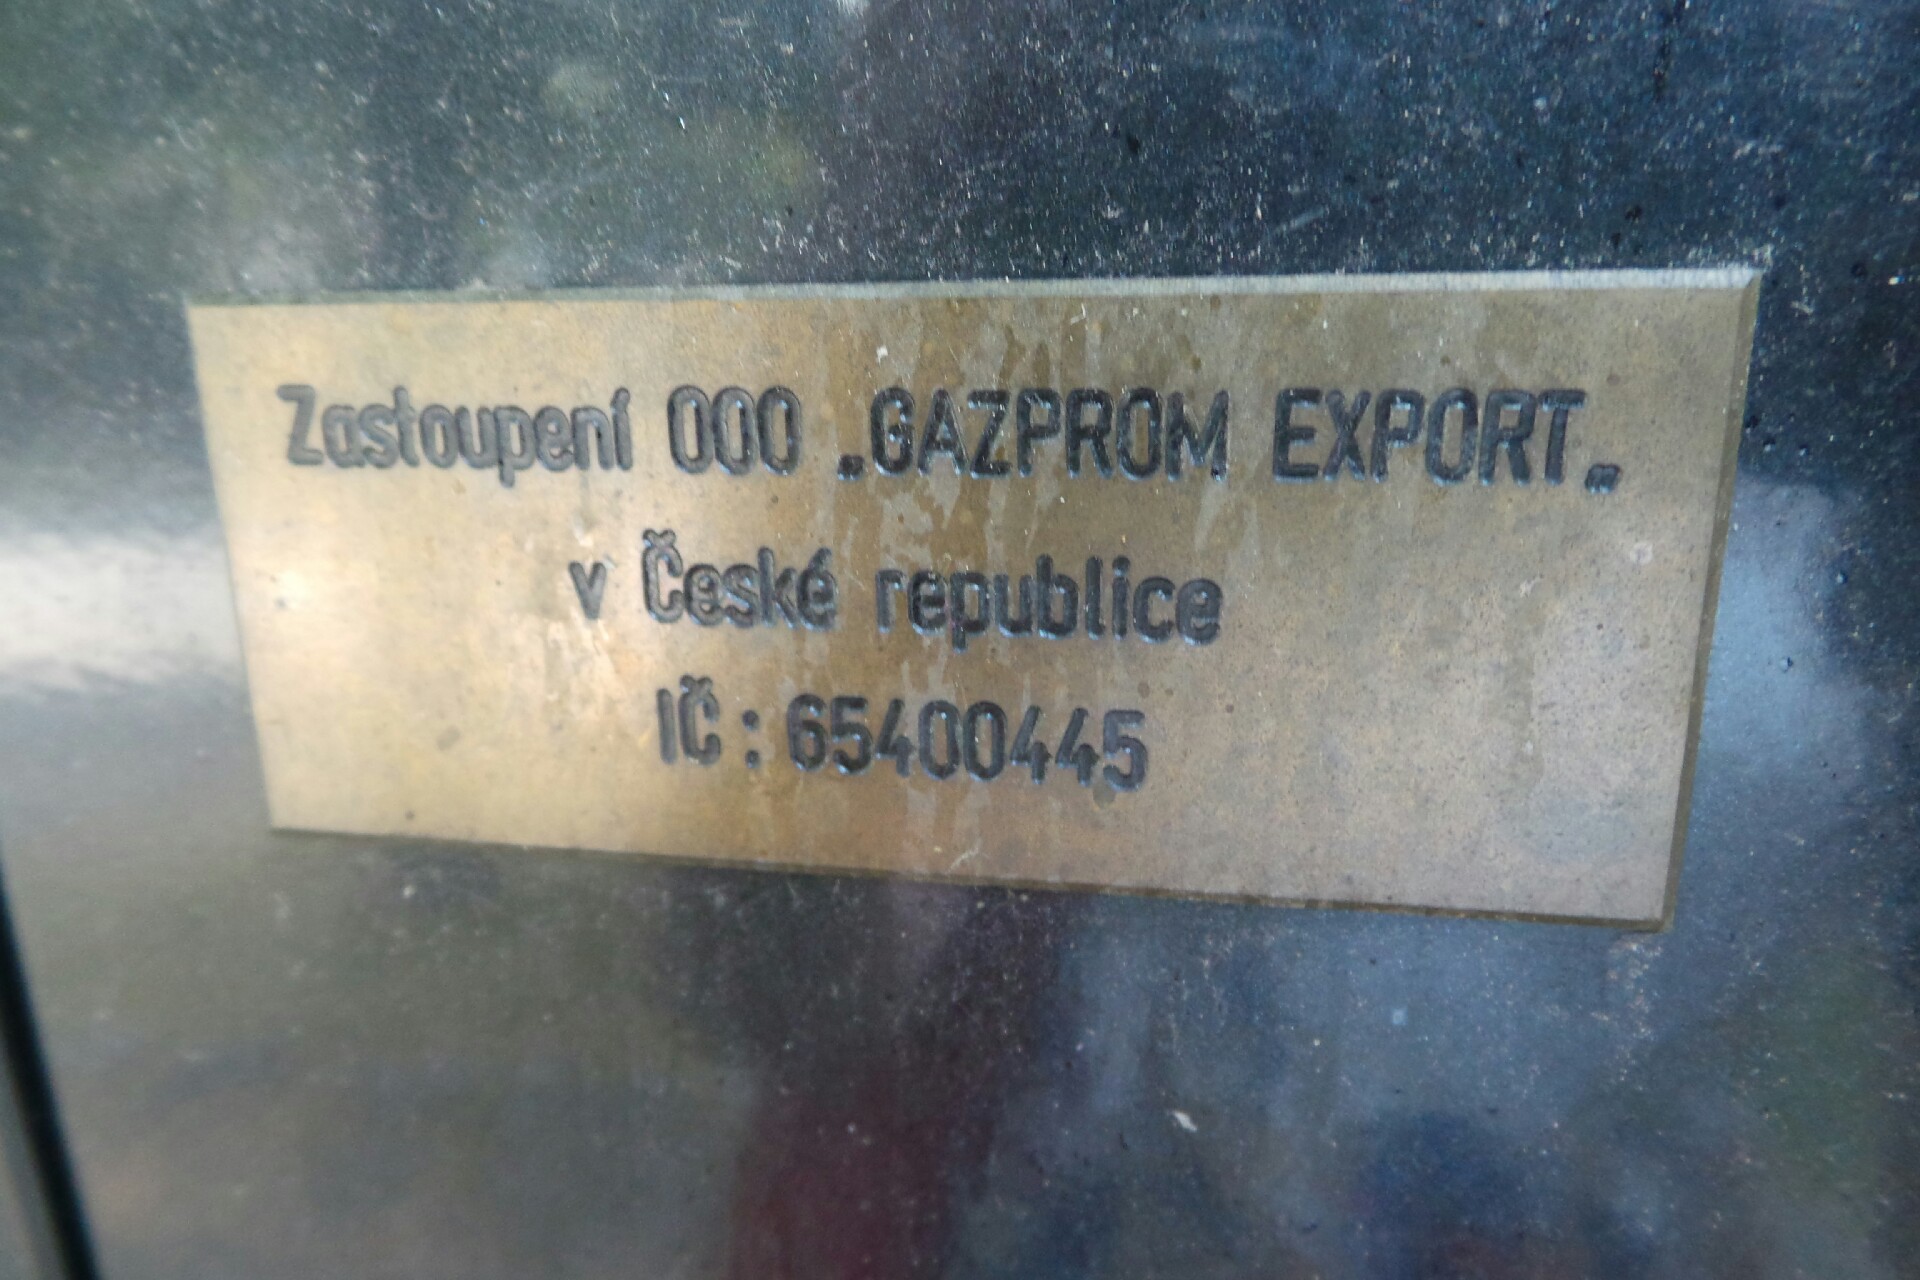 Zastoupení OOO „GAZPROM EXPORT„
v České republice
IČ: 65400445